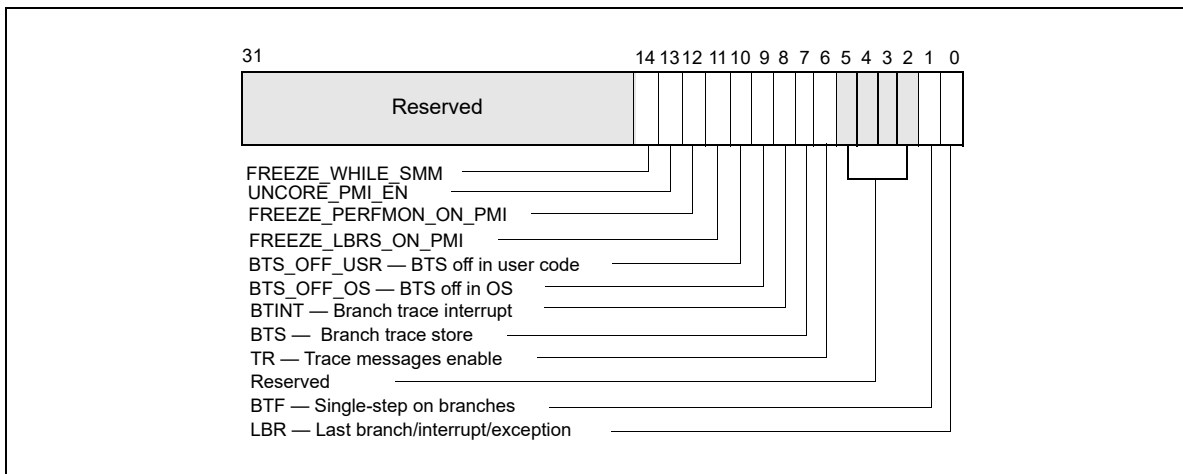 31 14 13 12 11 10 9 8 7 6 5 4 3 2 1 0
Reserved
FREEZE_WHILE_SMM
UNCORE_PMI_EN
FREEZE_PERFMON_ON_PMI
FREEZE_LBRS_ON_PMI
BTS_OFF_USR — BTS off in user code
BTS_OFF_OS — BTS off in OS
BTINT — Branch trace interrupt
BTS — Branch trace store
TR — Trace messages enable
Reserved
BTF — Single-step on branches
LBR — Last branch/interrupt/exception